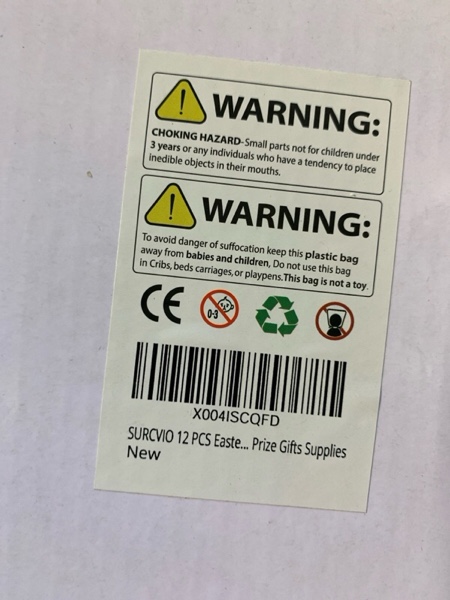 WARNING:
CHOKING HAZARD-Small parts not for children under
3 years or any individuals who have a tendency to place
inedible objects in their mouths.
WARNING:
To avoid danger of suffocation keep this plastic bag
away from babies and children, Do not use this bag
in Cribs, beds carriages, or playpens. This bag is not a toy.
CE
0-3
X004ISCQFD
SURCVIO 12 PCS Easte... Prize Gifts Supplies
New